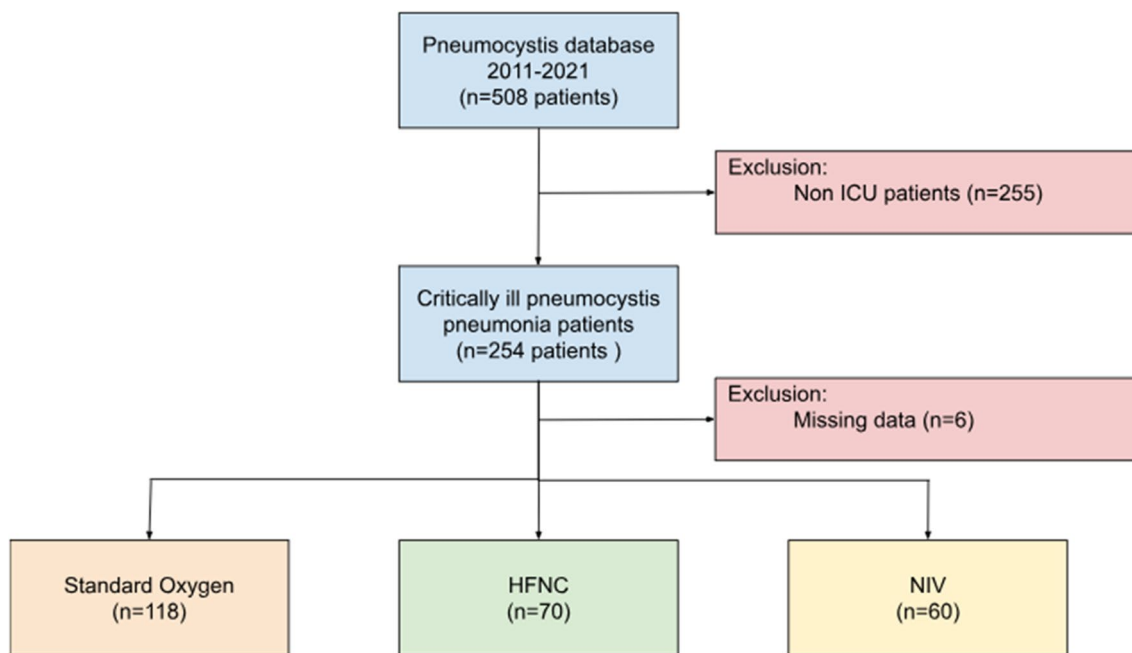 Pneumocystis database
2011-2021
(n=508 patients)
Exclusion:
Non ICU patients (n=255)
Critically ill pneumocystis
pneumonia patients
(n=254 patients )
Exclusion:
Missing data (n=6)
Standard Oxygen
(n=118)
HFNC
(n=70)
NIV
(n=60)